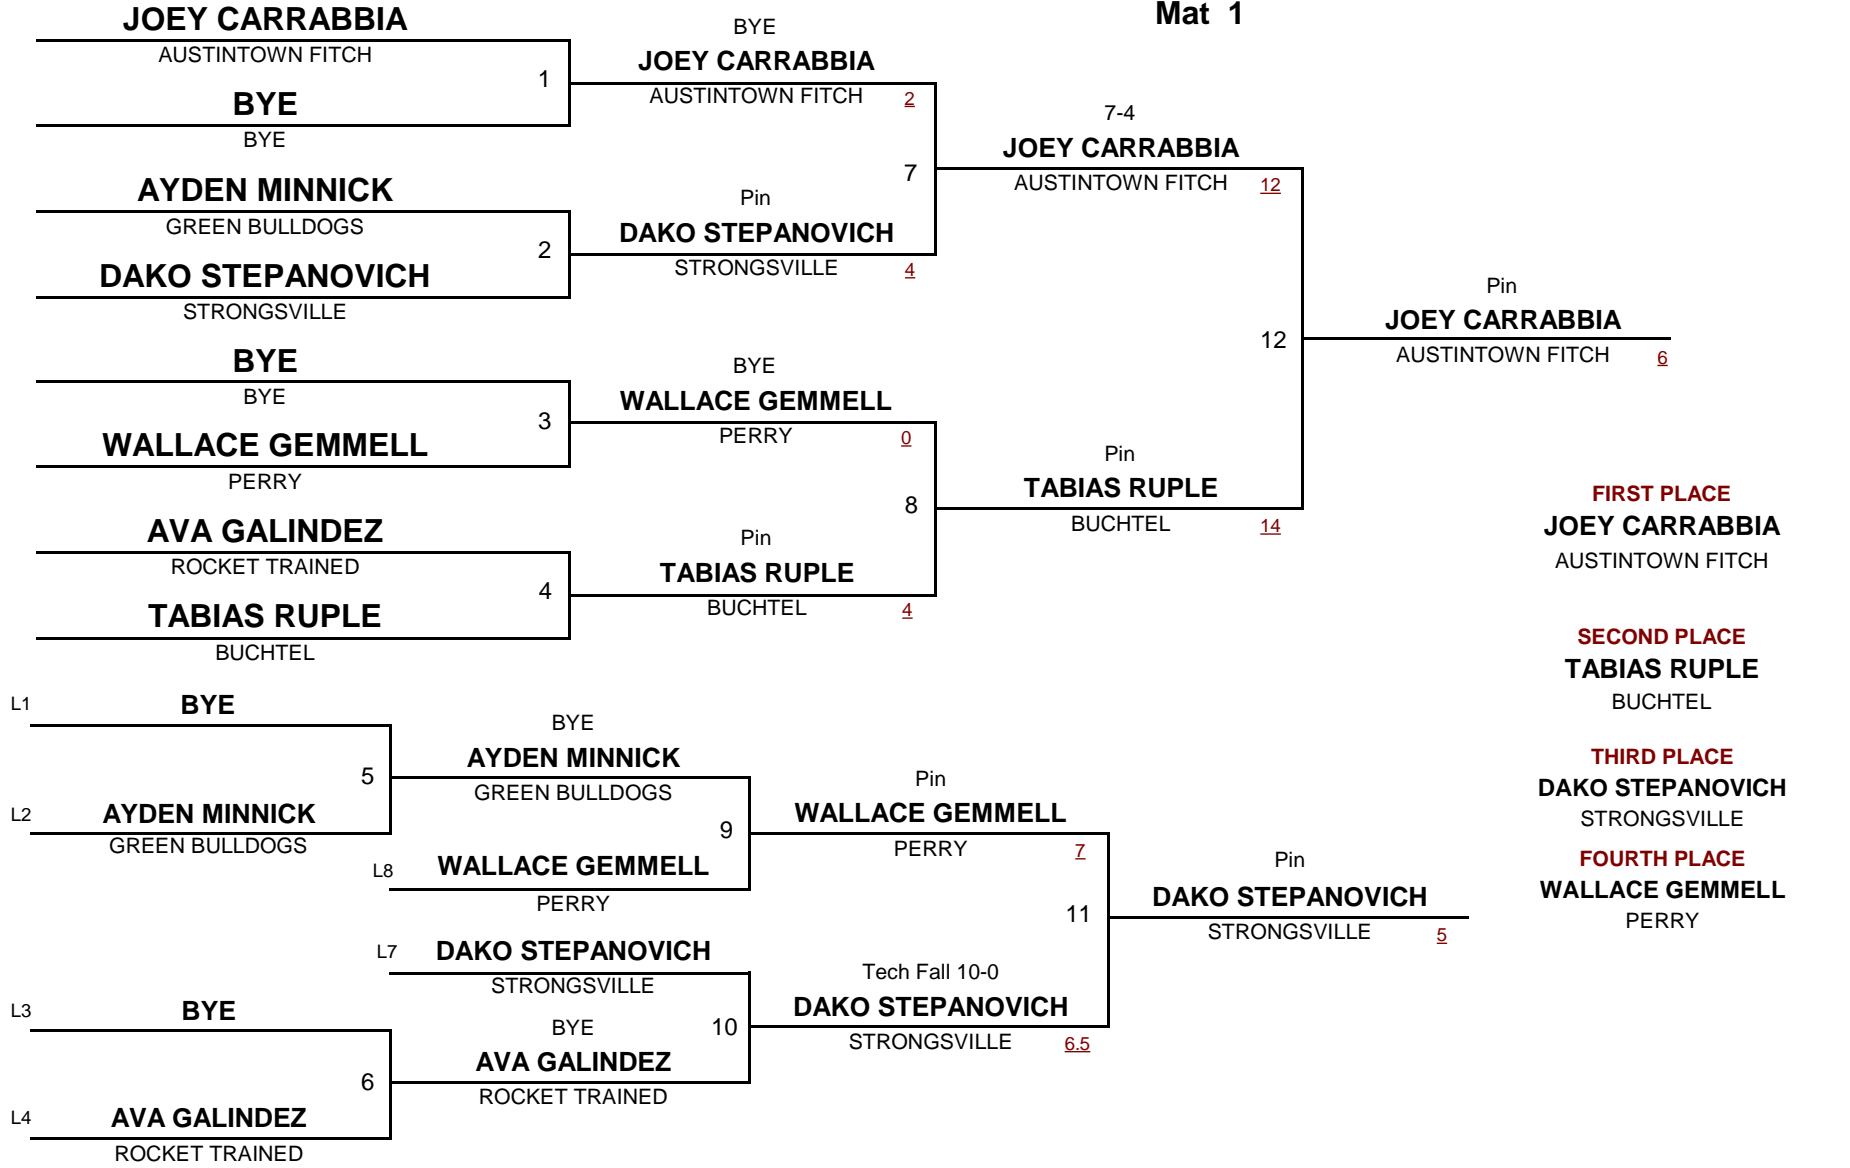 Mat 1
JOEY CARRABBIA
AUSTINTOWN FITCH
1
BYE
BYE
AYDEN MINNICK
GREEN BULLDOGS
2
DAKO STEPANOVICH
STRONGSVILLE
BYE
BYE
3
WALLACE GEMMELL
PERRY
AVA GALINDEZ
ROCKET TRAINED
4
TABIAS RUPLE
BUCHTEL
BYE
JOEY CARRABBIA
AUSTINTOWN FITCH 2
7
Pin
DAKO STEPANOVICH
STRONGSVILLE 4
BYE
WALLACE GEMMELL
PERRY 0
8
Pin
TABIAS RUPLE
BUCHTEL 4
7-4
JOEY CARRABBIA
AUSTINTOWN FITCH 12
12
Pin
TABIAS RUPLE
BUCHTEL 14
Pin
JOEY CARRABBIA
AUSTINTOWN FITCH 6
L1 BYE
5
L2 AYDEN MINNICK
GREEN BULLDOGS
L3 BYE
6
L4 AVA GALINDEZ
ROCKET TRAINED
BYE
AYDEN MINNICK
GREEN BULLDOGS
9
L8 WALLACE GEMMELL
PERRY
L7 DAKO STEPANOVICH
STRONGSVILLE
BYE 10
AVA GALINDEZ
ROCKET TRAINED
Pin
WALLACE GEMMELL
PERRY 7
11
Tech Fall 10-0
DAKO STEPANOVICH
STRONGSVILLE 6.5
Pin
DAKO STEPANOVICH
STRONGSVILLE 5
FIRST PLACE
JOEY CARRABBIA
AUSTINTOWN FITCH
SECOND PLACE
TABIAS RUPLE
BUCHTEL
THIRD PLACE
DAKO STEPANOVICH
STRONGSVILLE
FOURTH PLACE
WALLACE GEMMELL
PERRY